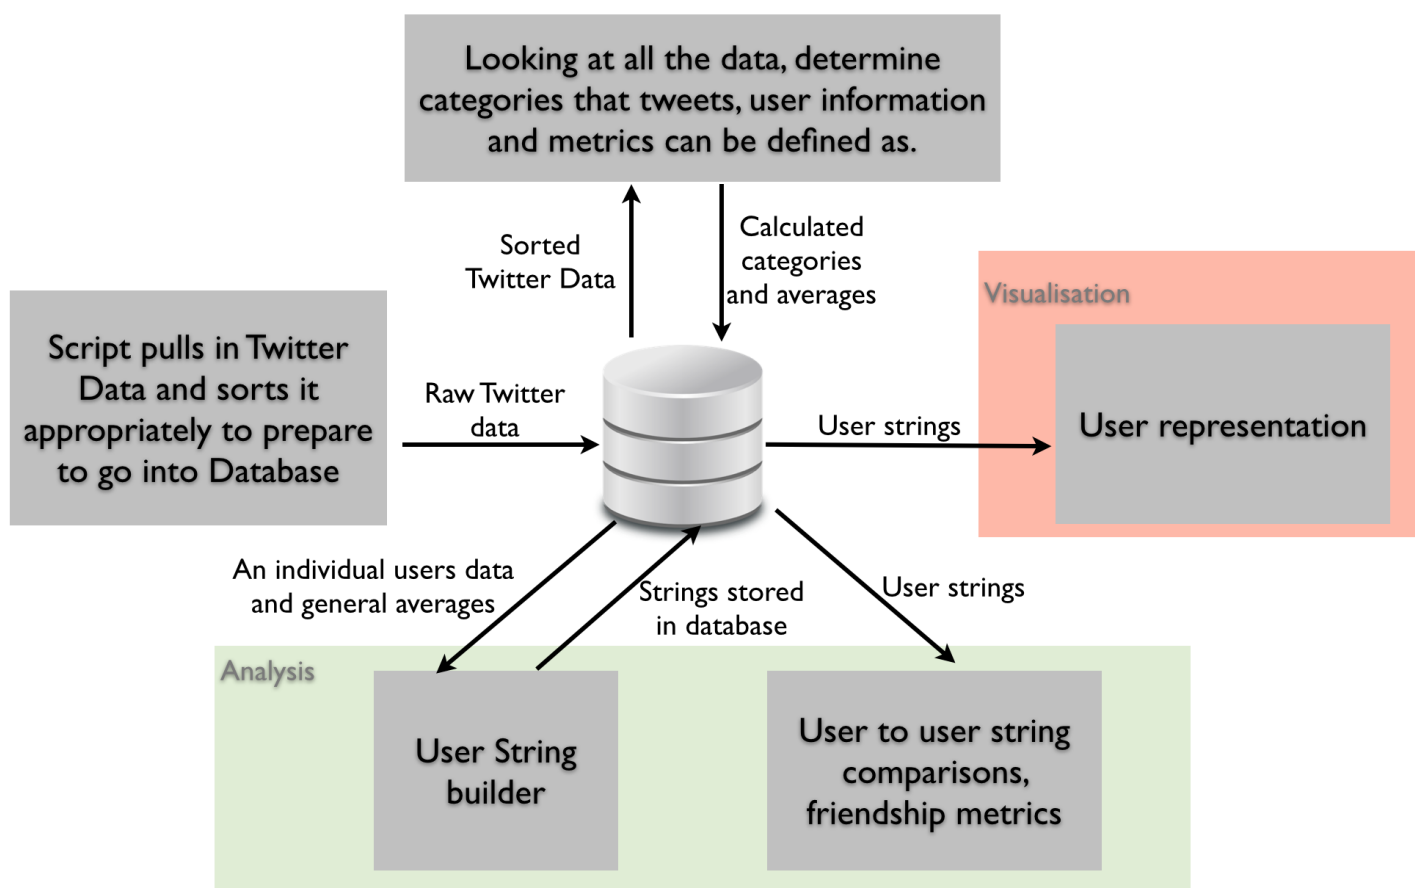 Looking at all the data, determine
categories that tweets, user information
and metrics can be defined as.
Sorted
Twitter Data
Calculated
categories
and averages
Visualisation
Script pulls in Twitter
Data and sorts it
appropriately to prepare
to go into Database
Raw Twitter
data
User strings
User representation
An individual users data
and general averages
Strings stored
in database
User strings
Analysis
User String
builder
User to user string
comparisons,
friendship metrics